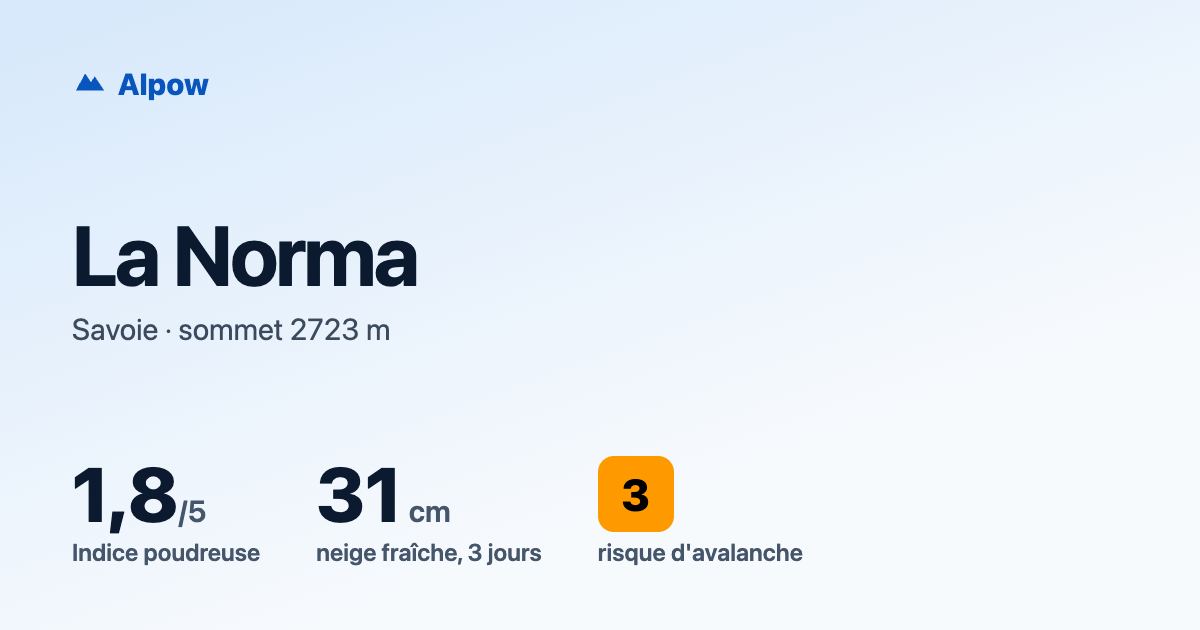 Alpow
La Norma
Savoie · sommet 2723 m
1,8/5
Indice poudreuse
31 cm
neige fraîche, 3 jours
3
risque d'avalanche